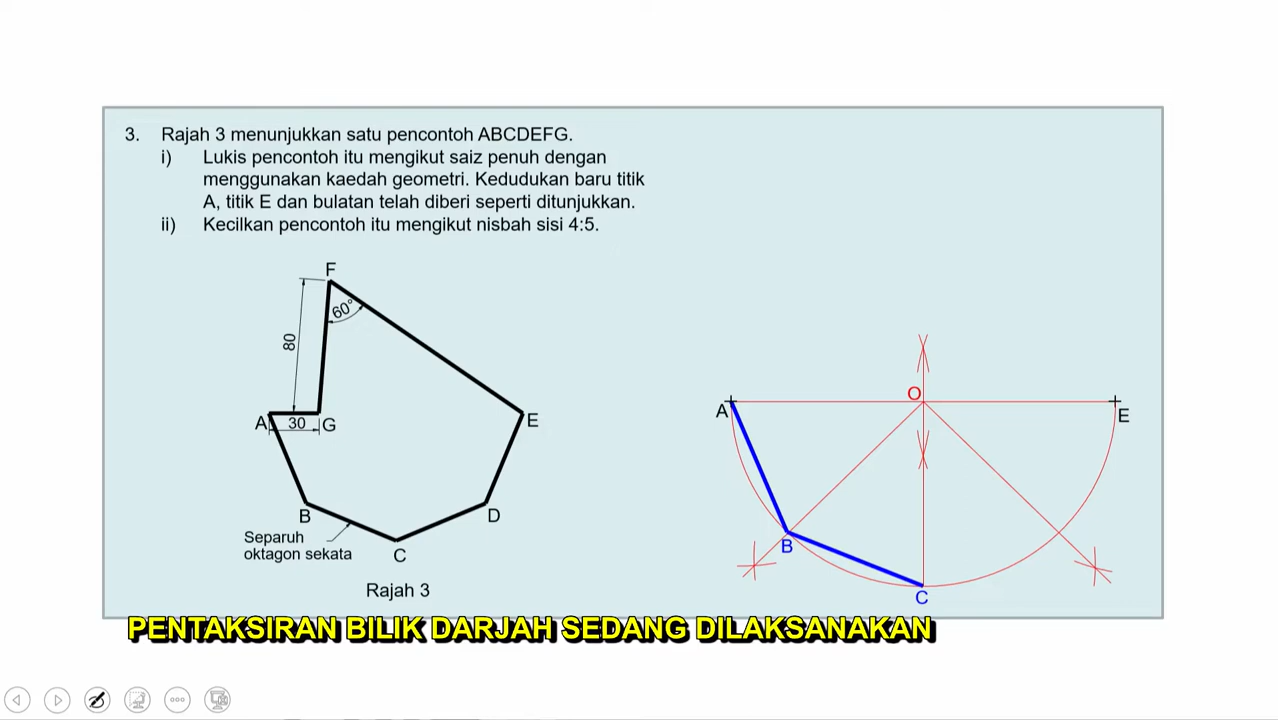 3. Rajah 3 menunjukkan satu pencontoh ABCDEFG.
i) Lukis pencontoh itu mengikut saiz penuh dengan
menggunakan kaedah geometri. Kedudukan baru titik
A, titik E dan bulatan telah diberi seperti ditunjukkan.
ii) Kecilkan pencontoh itu mengikut nisbah sisi 4:5.
F
60°
80
A
30
G
E
B
D
Separuh
oktagon sekata
C
Rajah 3
O
A
E
B
C
PENTAKSIRAN BILIK DARJAH SEDANG DILAKSANAKAN